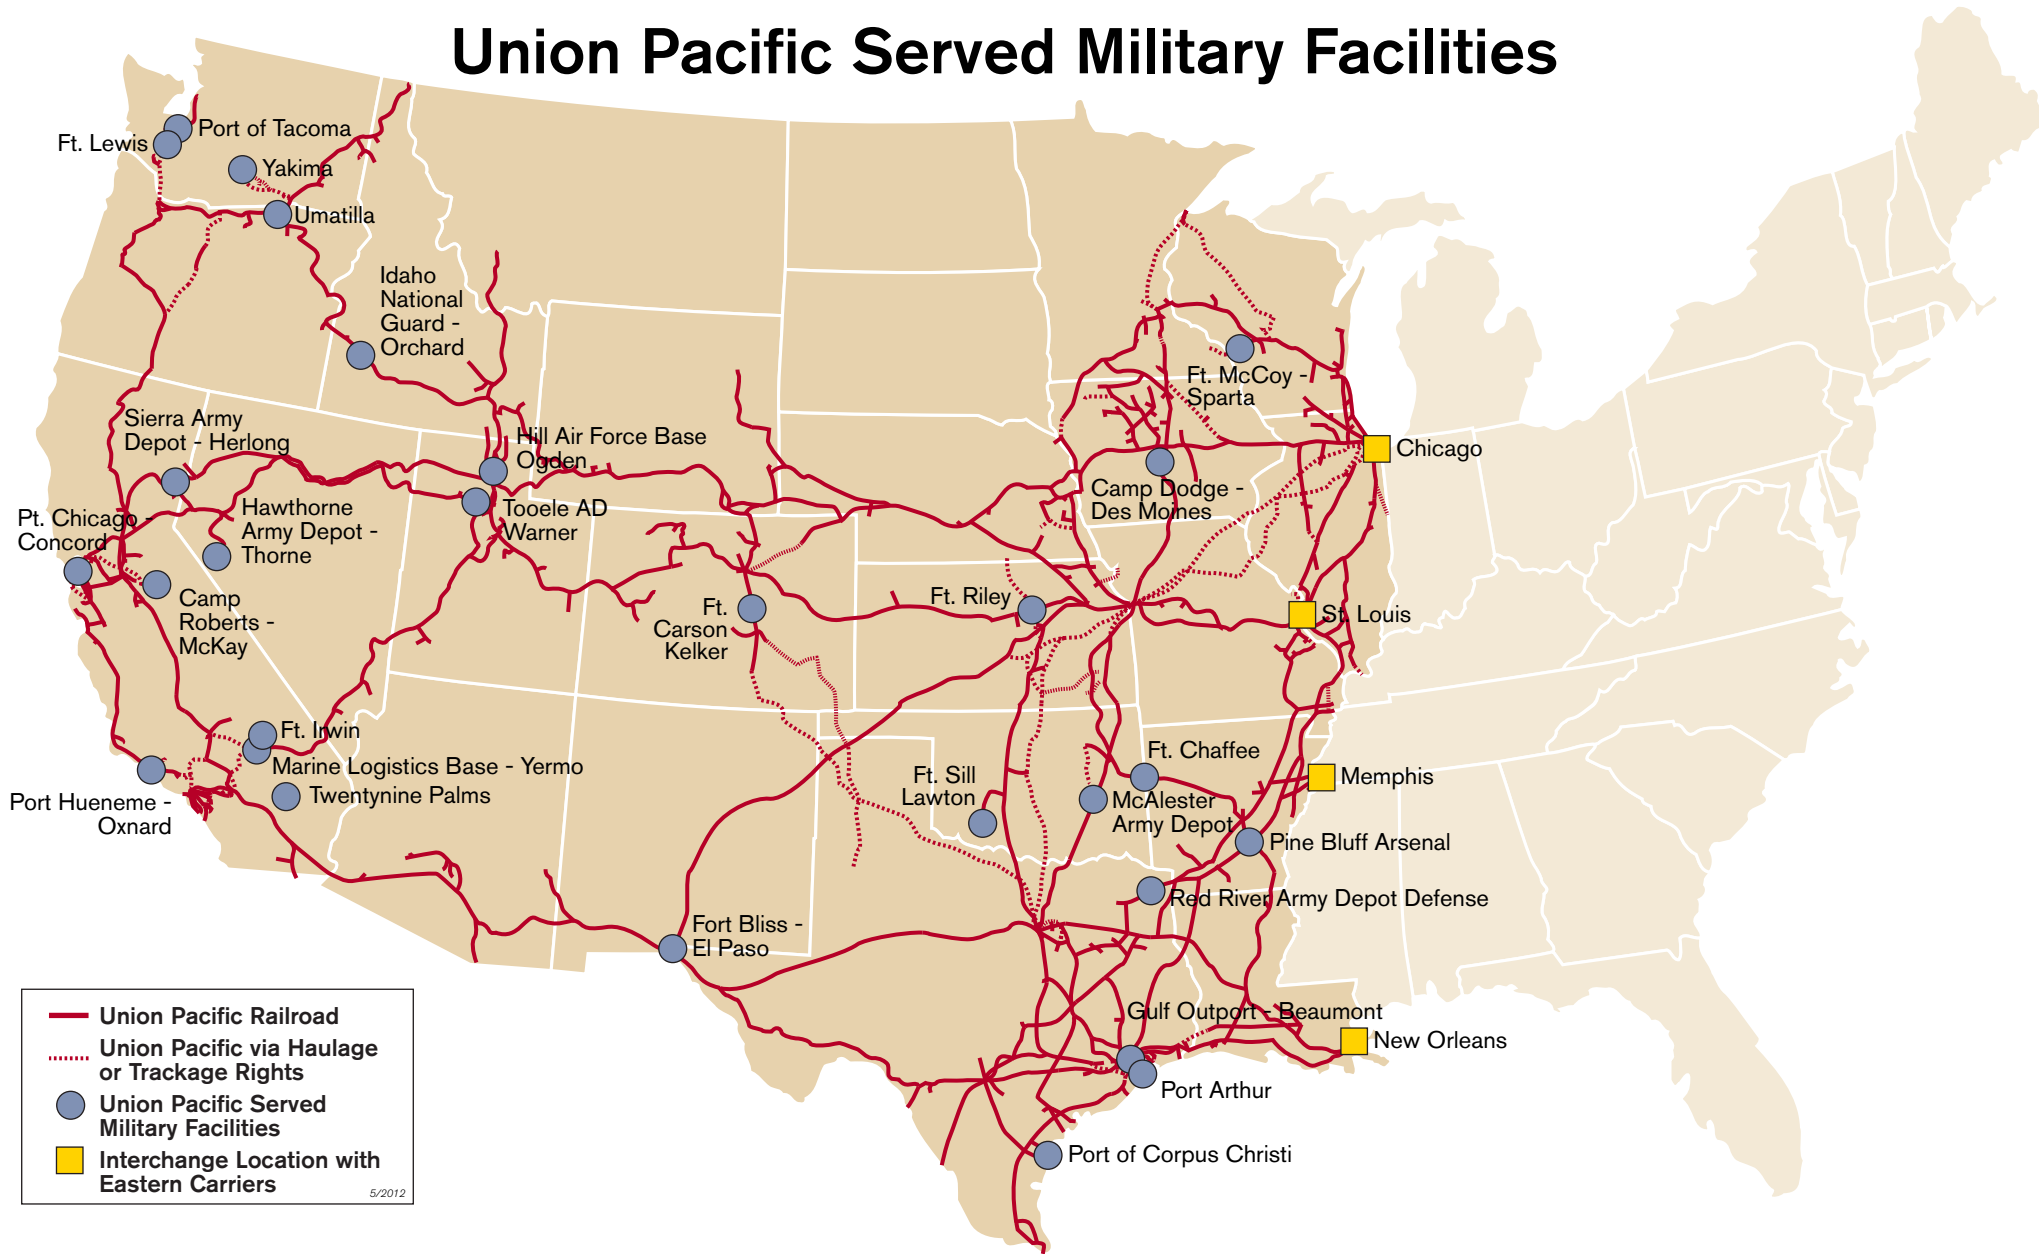 Union Pacific Served Military Facilities
Port of Tacoma
Ft. Lewis
Yakima
Umatilla
Idaho
National
Guard -
Orchard
Ft. McCoy -
Sparta
Sierra Army
Depot - Herlong
Hill Air Force Base
Ogden
Chicago
Camp Dodge -
Des Moines
Hawthorne
Army Depot -
Thorne
Tooele AD
Warner
Pt. Chicago -
Concord
Camp
Roberts -
McKay
Ft.
Carson
Kelker
Ft. Riley
St. Louis
Ft. Irwin
Marine Logistics Base - Yermo
Twentynine Palms
Port Hueneme -
Oxnard
Ft. Chaffee
Ft. Sill
Lawton
McAlester
Army Depot
Memphis
Pine Bluff Arsenal
Red River Army Depot Defense
Fort Bliss -
El Paso
Gulf Outport - Beaumont
New Orleans
Port Arthur
Port of Corpus Christi
Union Pacific Railroad
Union Pacific via Haulage
or Trackage Rights
Union Pacific Served
Military Facilities
Interchange Location with
Eastern Carriers
5/2012